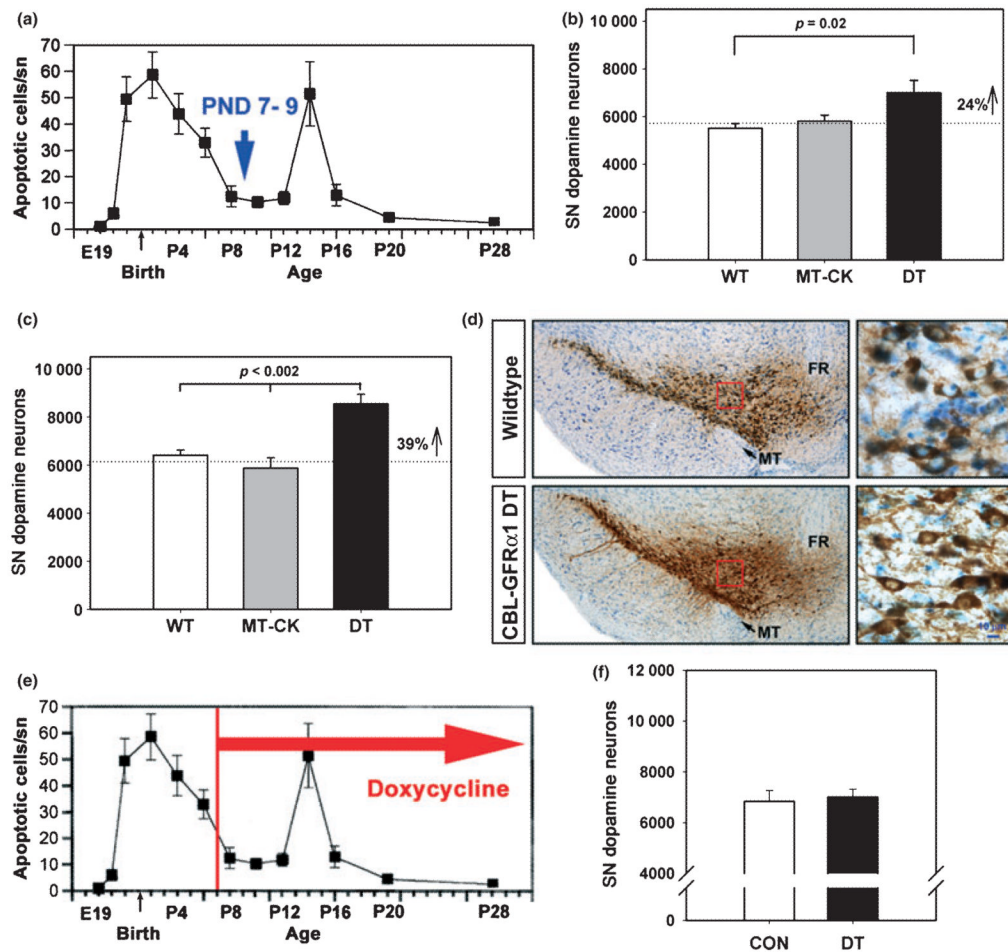 (a)
70
60
50
40
30
20
10
0
Apoptotic cells/sn
PND 7- 9
E19 P4 P8 P12 P16 P20 P28
Birth Age
(b)
10 000
8000
6000
4000
2000
0
SN dopamine neurons
p = 0.02
24%
WT MT-CK DT
(c)
10 000
8000
6000
4000
2000
0
SN dopamine neurons
p < 0.002
39%
WT MT-CK DT
(d)
Wildtype
FR
MT
CBL-GFRα1 DT
FR
MT
(e)
70
60
50
40
30
20
10
0
Apoptotic cells/sn
Doxycycline
E19 P4 P8 P12 P16 P20 P28
Birth Age
(f)
12 000
10 000
8000
6000
4000
0
SN dopamine neurons
CON DT